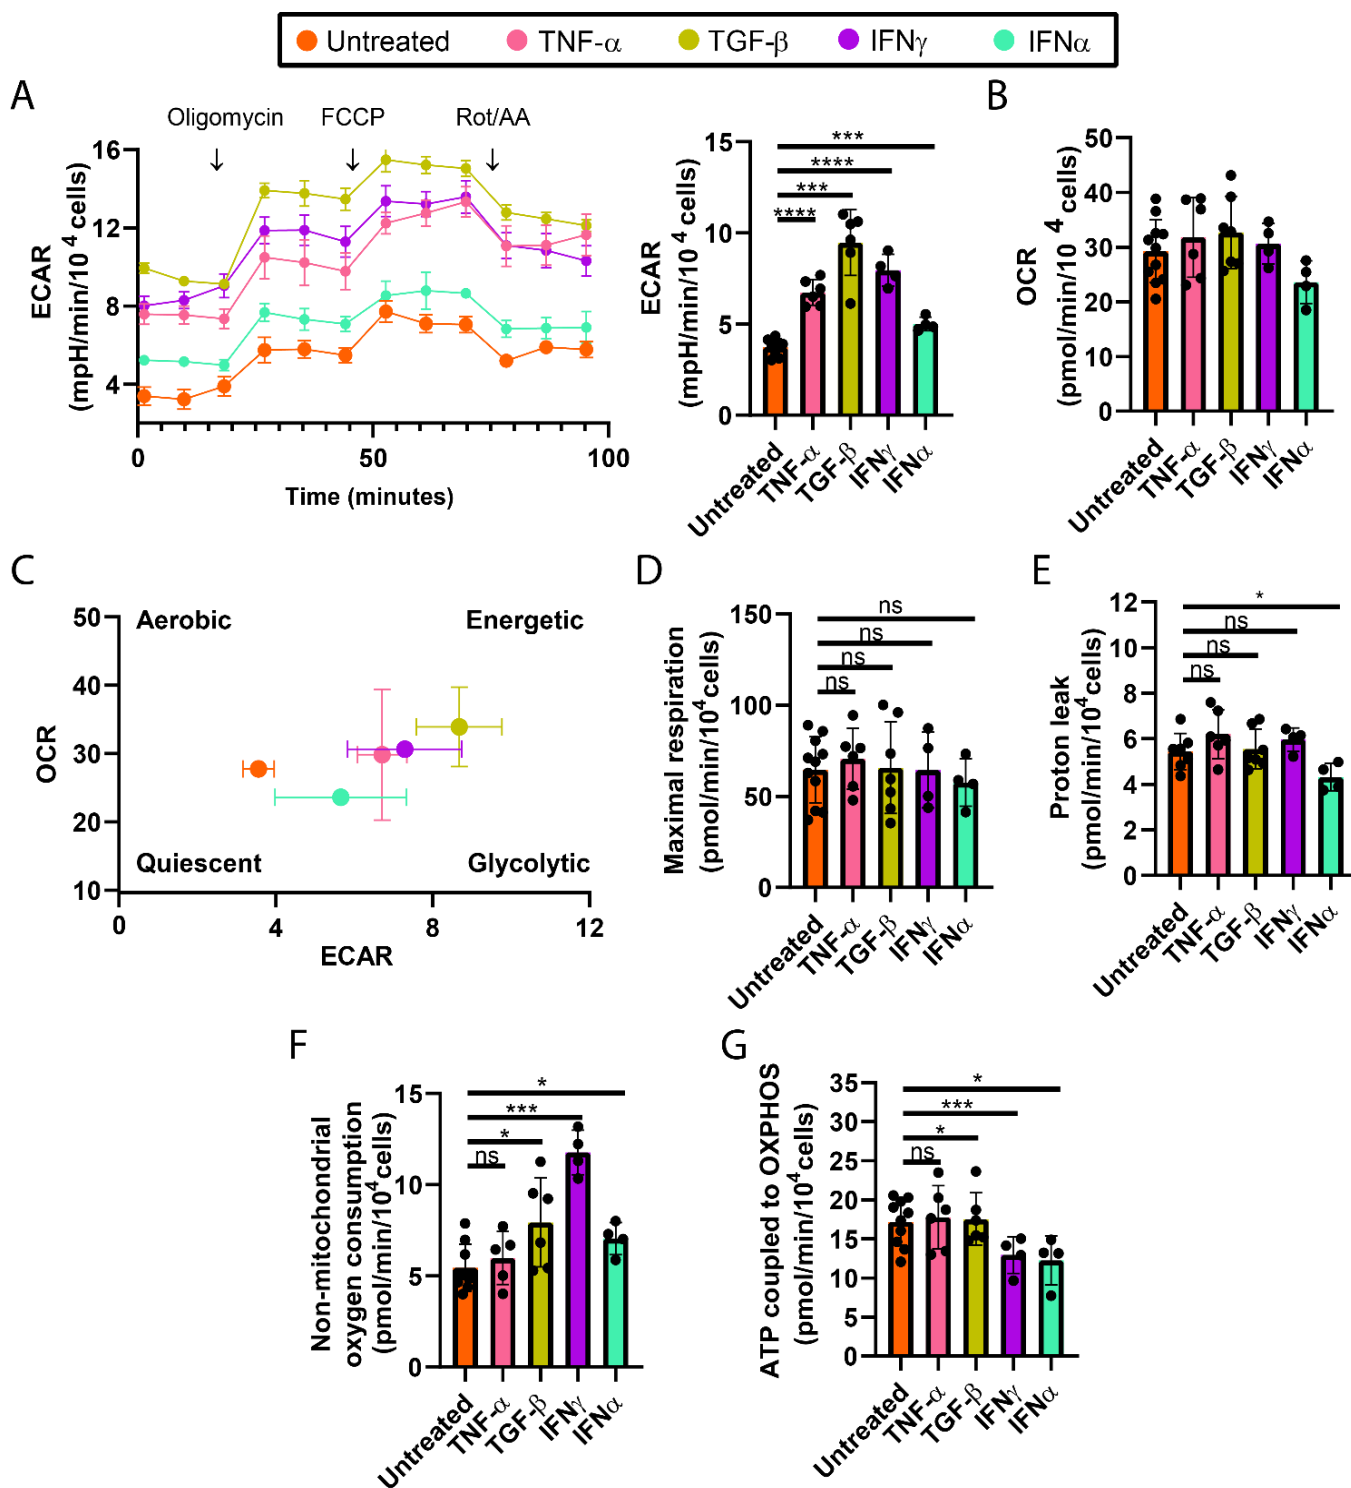 Untreated TNF-α TGF-β IFNγ IFNα
A
Oligomycin FCCP Rot/AA
ECAR
(mpH/min/10⁴ cells)
16
12
8
4
0 50 100
Time (minutes)
ECAR
(mpH/min/10⁴ cells)
15
10
5
0
***
****
***
****
Untreated TNF-α TGF-β IFNγ IFNα
B
OCR
(pmol/min/10⁴ cells)
50
40
30
20
10
0
Untreated TNF-α TGF-β IFNγ IFNα
C
OCR
50
40
30
20
10
Aerobic Energetic
Quiescent Glycolytic
0 4 8 12
ECAR
D
Maximal respiration
(pmol/min/10⁴cells)
150
100
50
0
ns
ns
ns
ns
Untreated TNF-α TGF-β IFNγ IFNα
E
Proton leak
(pmol/min/10⁴cells)
12
10
8
6
4
2
0
*
ns
ns
ns
Untreated TNF-α TGF-β IFNγ IFNα
F
Non-mitochondrial
oxygen consumption
(pmol/min/10⁴cells)
15
10
5
0
*
***
*
ns
Untreated TNF-α TGF-β IFNγ IFNα
G
ATP coupled to OXPHOS
(pmol/min/10⁴cells)
35
30
25
20
15
10
5
0
*
***
*
ns
Untreated TNF-α TGF-β IFNγ IFNα